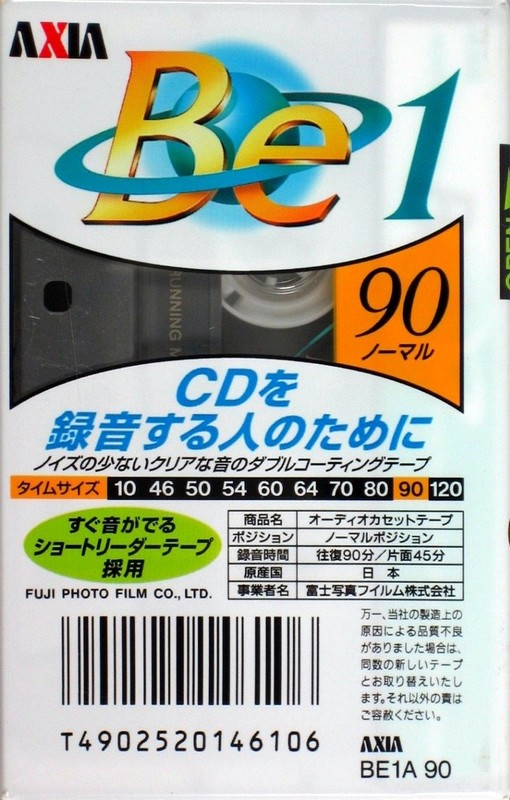 AXIA
Be 1
OPEN
RUNNING
90
ノーマル
CDを
録音する人のために
ノイズの少ないクリアな音のダブルコーティングテープ
タイムサイズ 10 46 50 54 60 64 70 80 90 120
すぐ音がでる
ショートリーダーテープ
採用
FUJI PHOTO FILM CO., LTD.
商品名 オーディオカセットテープ
ポジション ノーマルポジション
録音時間 往復90分/片面45分
原産国 日本
事業者名 富士写真フイルム株式会社
万一、当社の製造上の
原因による品質不良
がありました場合は、
同数の新しいテープ
とお取り替えいたし
ます。それ以外の責は
ご容赦ください。
T4902520146106
AXIA
BE1A 90